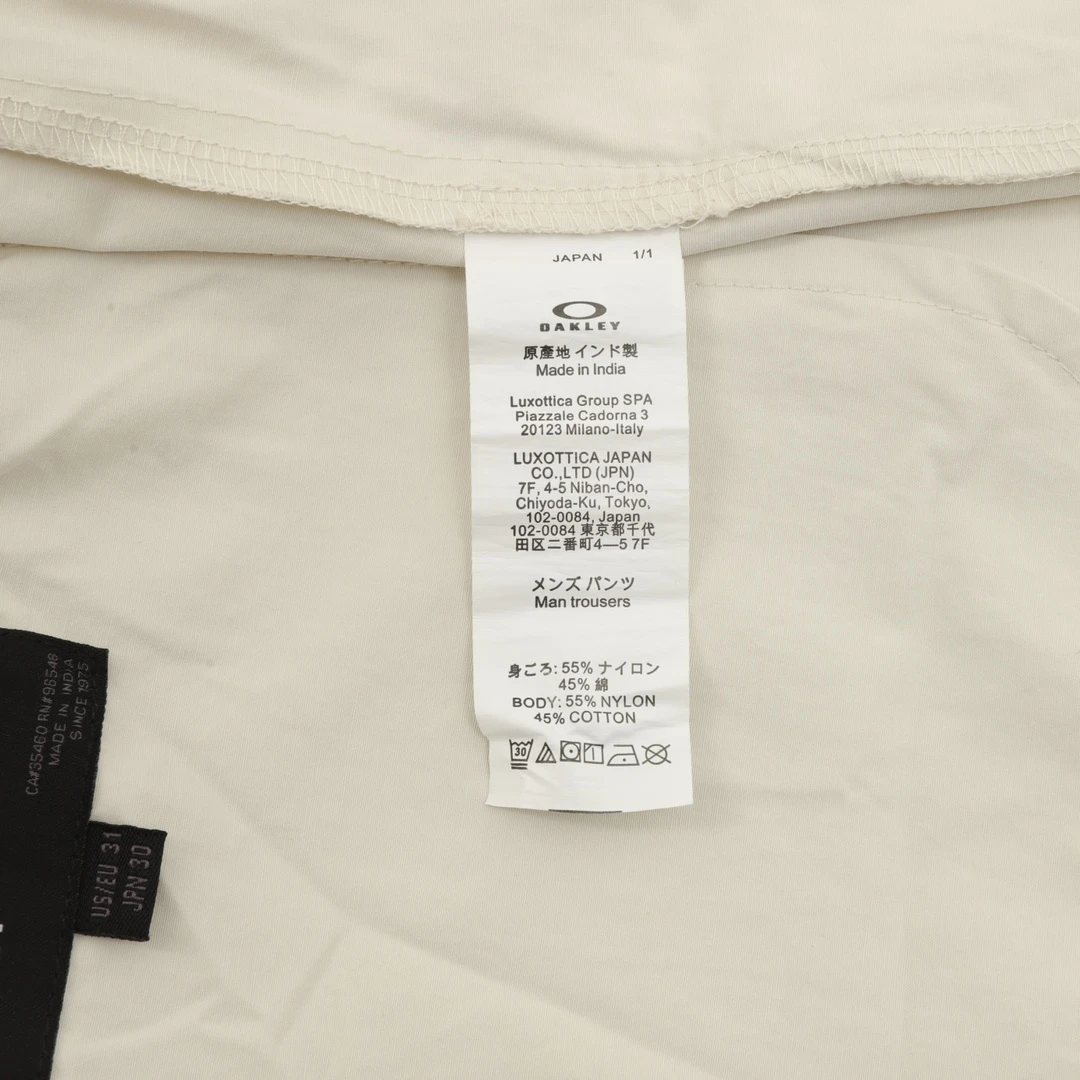 JAPAN 1/1
OAKLEY
原産地 インド製
Made in India
Luxottica Group SPA
Piazzale Cadorna 3
20123 Milano-Italy
LUXOTTICA JAPAN
CO.,LTD (JPN)
7F, 4-5 Niban-Cho,
Chiyoda-Ku, Tokyo,
102-0084, Japan
102-0084 東京都千代
田区二番町4—5 7F
メンズ パンツ
Man trousers
身ごろ: 55% ナイロン
45% 綿
BODY: 55% NYLON
45% COTTON
30
1
CA#35460 RN#96548
MADE IN INDIA
SINCE 1975
US/EU 31
JPN 30